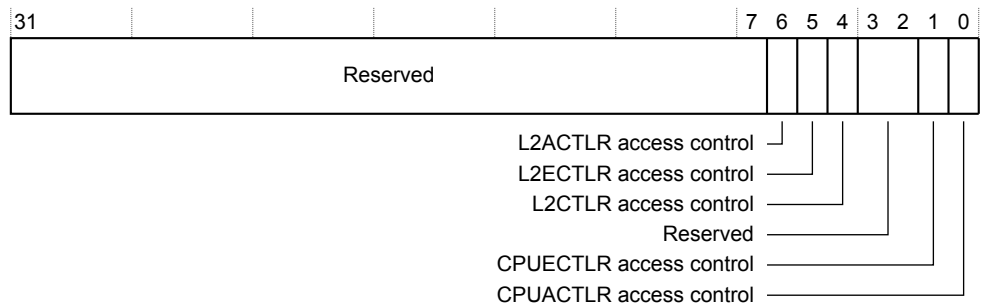 31 7 6 5 4 3 2 1 0
Reserved
L2ACTLR access control
L2ECTLR access control
L2CTLR access control
Reserved
CPUECTLR access control
CPUACTLR access control